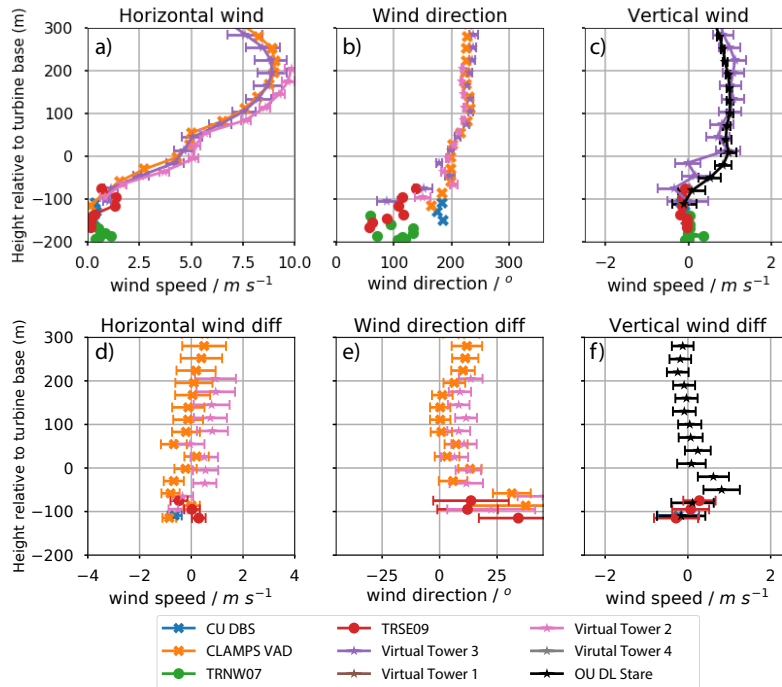 Horizontal wind
Wind direction
Vertical wind
Height relative to turbine base (m)
300
200
100
0
−100
−200
a)
b)
c)
0.0 2.5 5.0 7.5 10.0
0 100 200 300
−2 0 2
wind speed / m s⁻¹
wind direction / °
wind speed / m s⁻¹
Horizontal wind diff
Wind direction diff
Vertical wind diff
Height relative to turbine base (m)
300
200
100
0
−100
−200
d)
e)
f)
−4 −2 0 2 4
−25 0 25
−2 0 2
wind speed / m s⁻¹
wind direction / °
wind speed / m s⁻¹
CU DBS
CLAMPS VAD
TRNW07
TRSE09
Virtual Tower 3
Virtual Tower 1
Virtual Tower 2
Virutal Tower 4
OU DL Stare